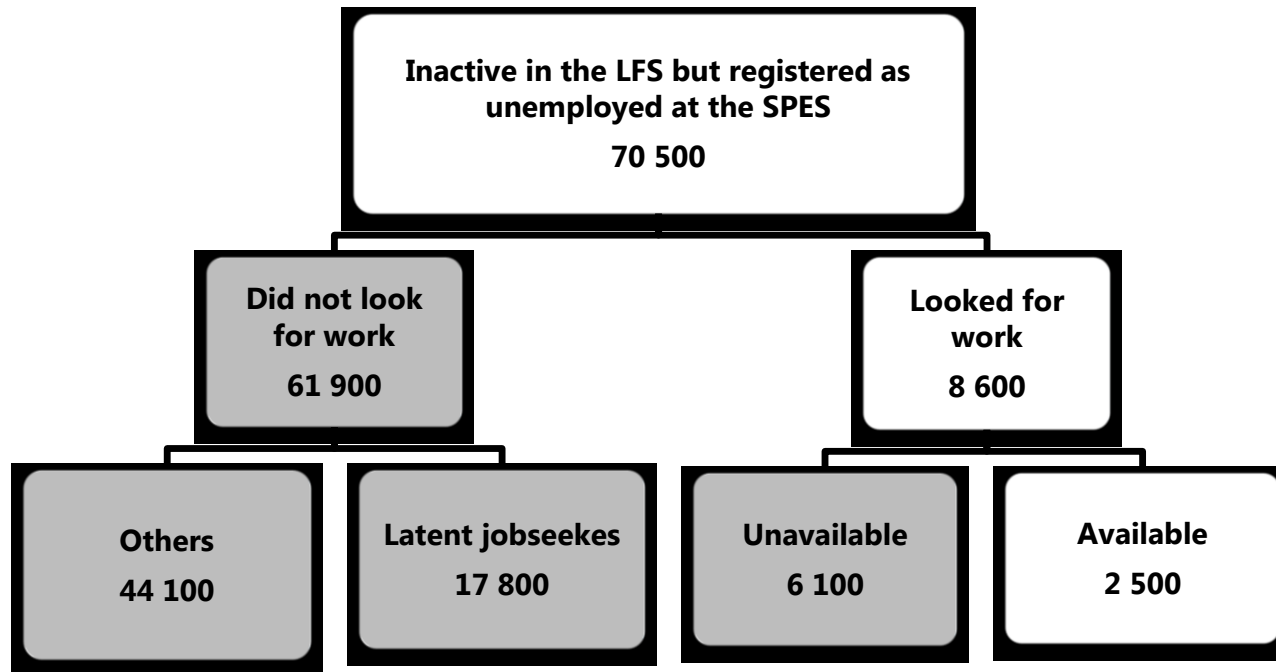 Inactive in the LFS but registered as
unemployed at the SPES
70 500
Did not look
for work
61 900
Looked for
work
8 600
Others
44 100
Latent jobseekes
17 800
Unavailable
6 100
Available
2 500